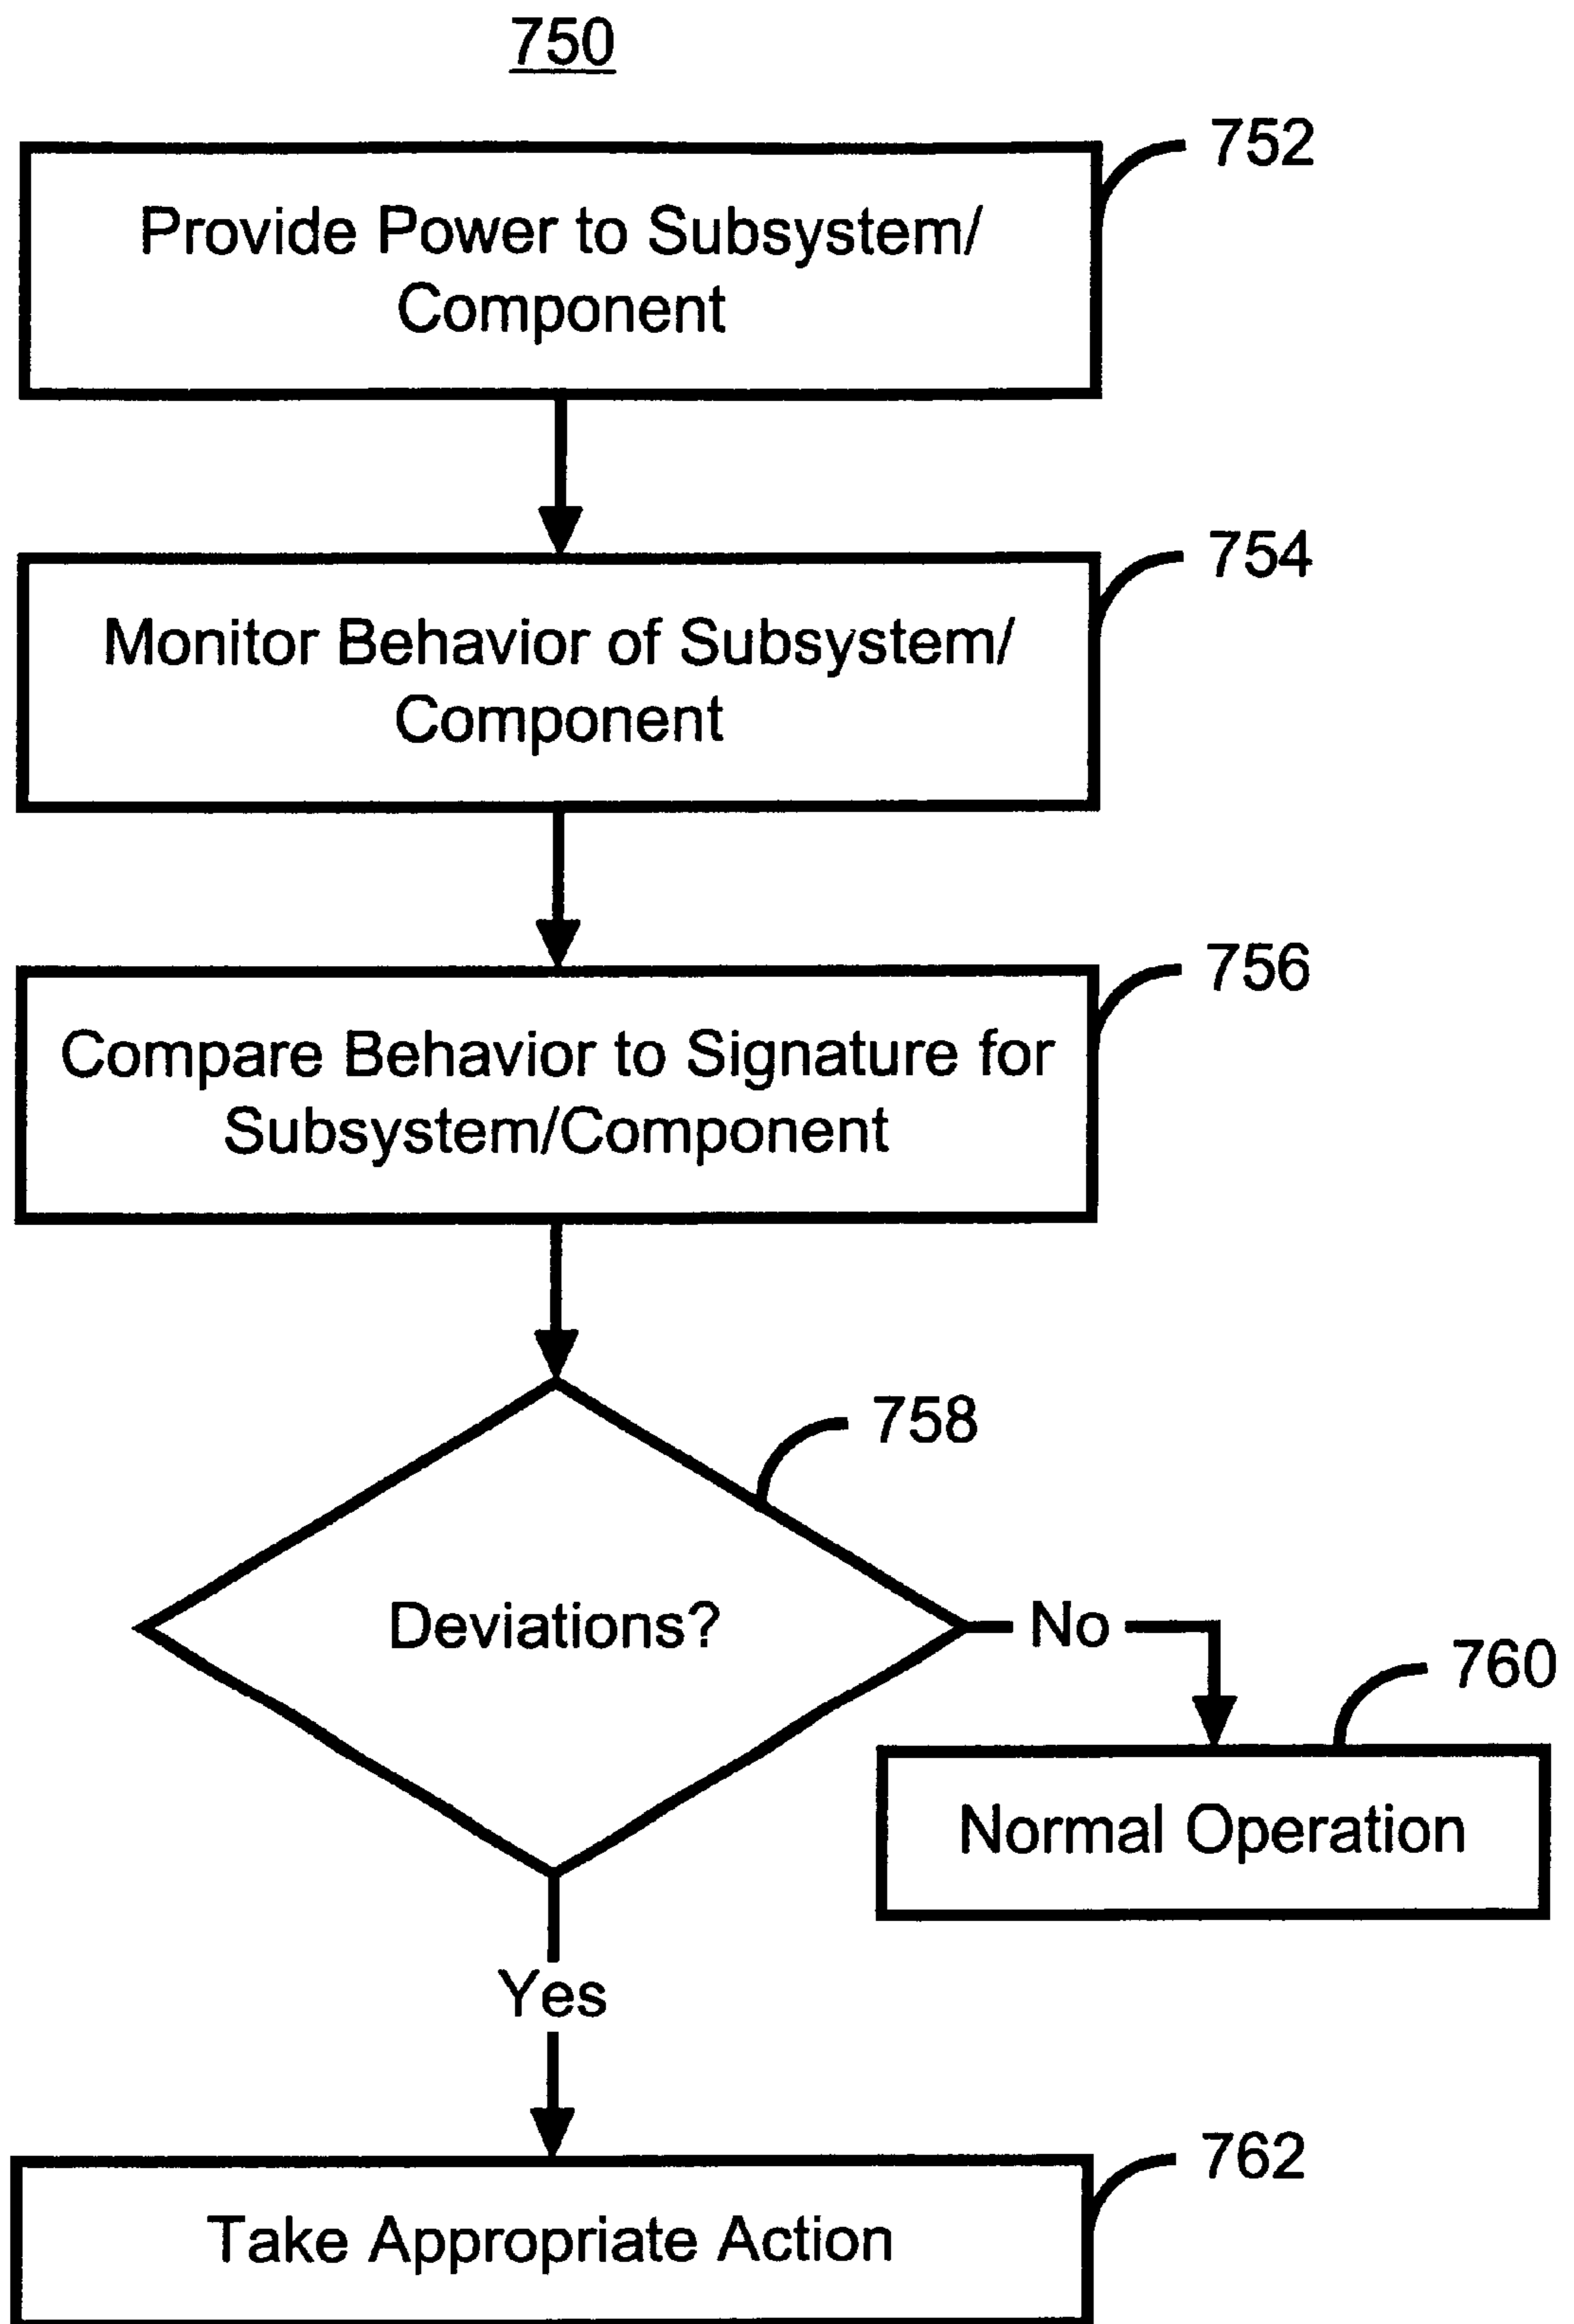 750
752
Provide Power to Subsystem/
Component
754
Monitor Behavior of Subsystem/
Component
756
Compare Behavior to Signature for
Subsystem/Component
758
Deviations?
No
760
Normal Operation
Yes
762
Take Appropriate Action